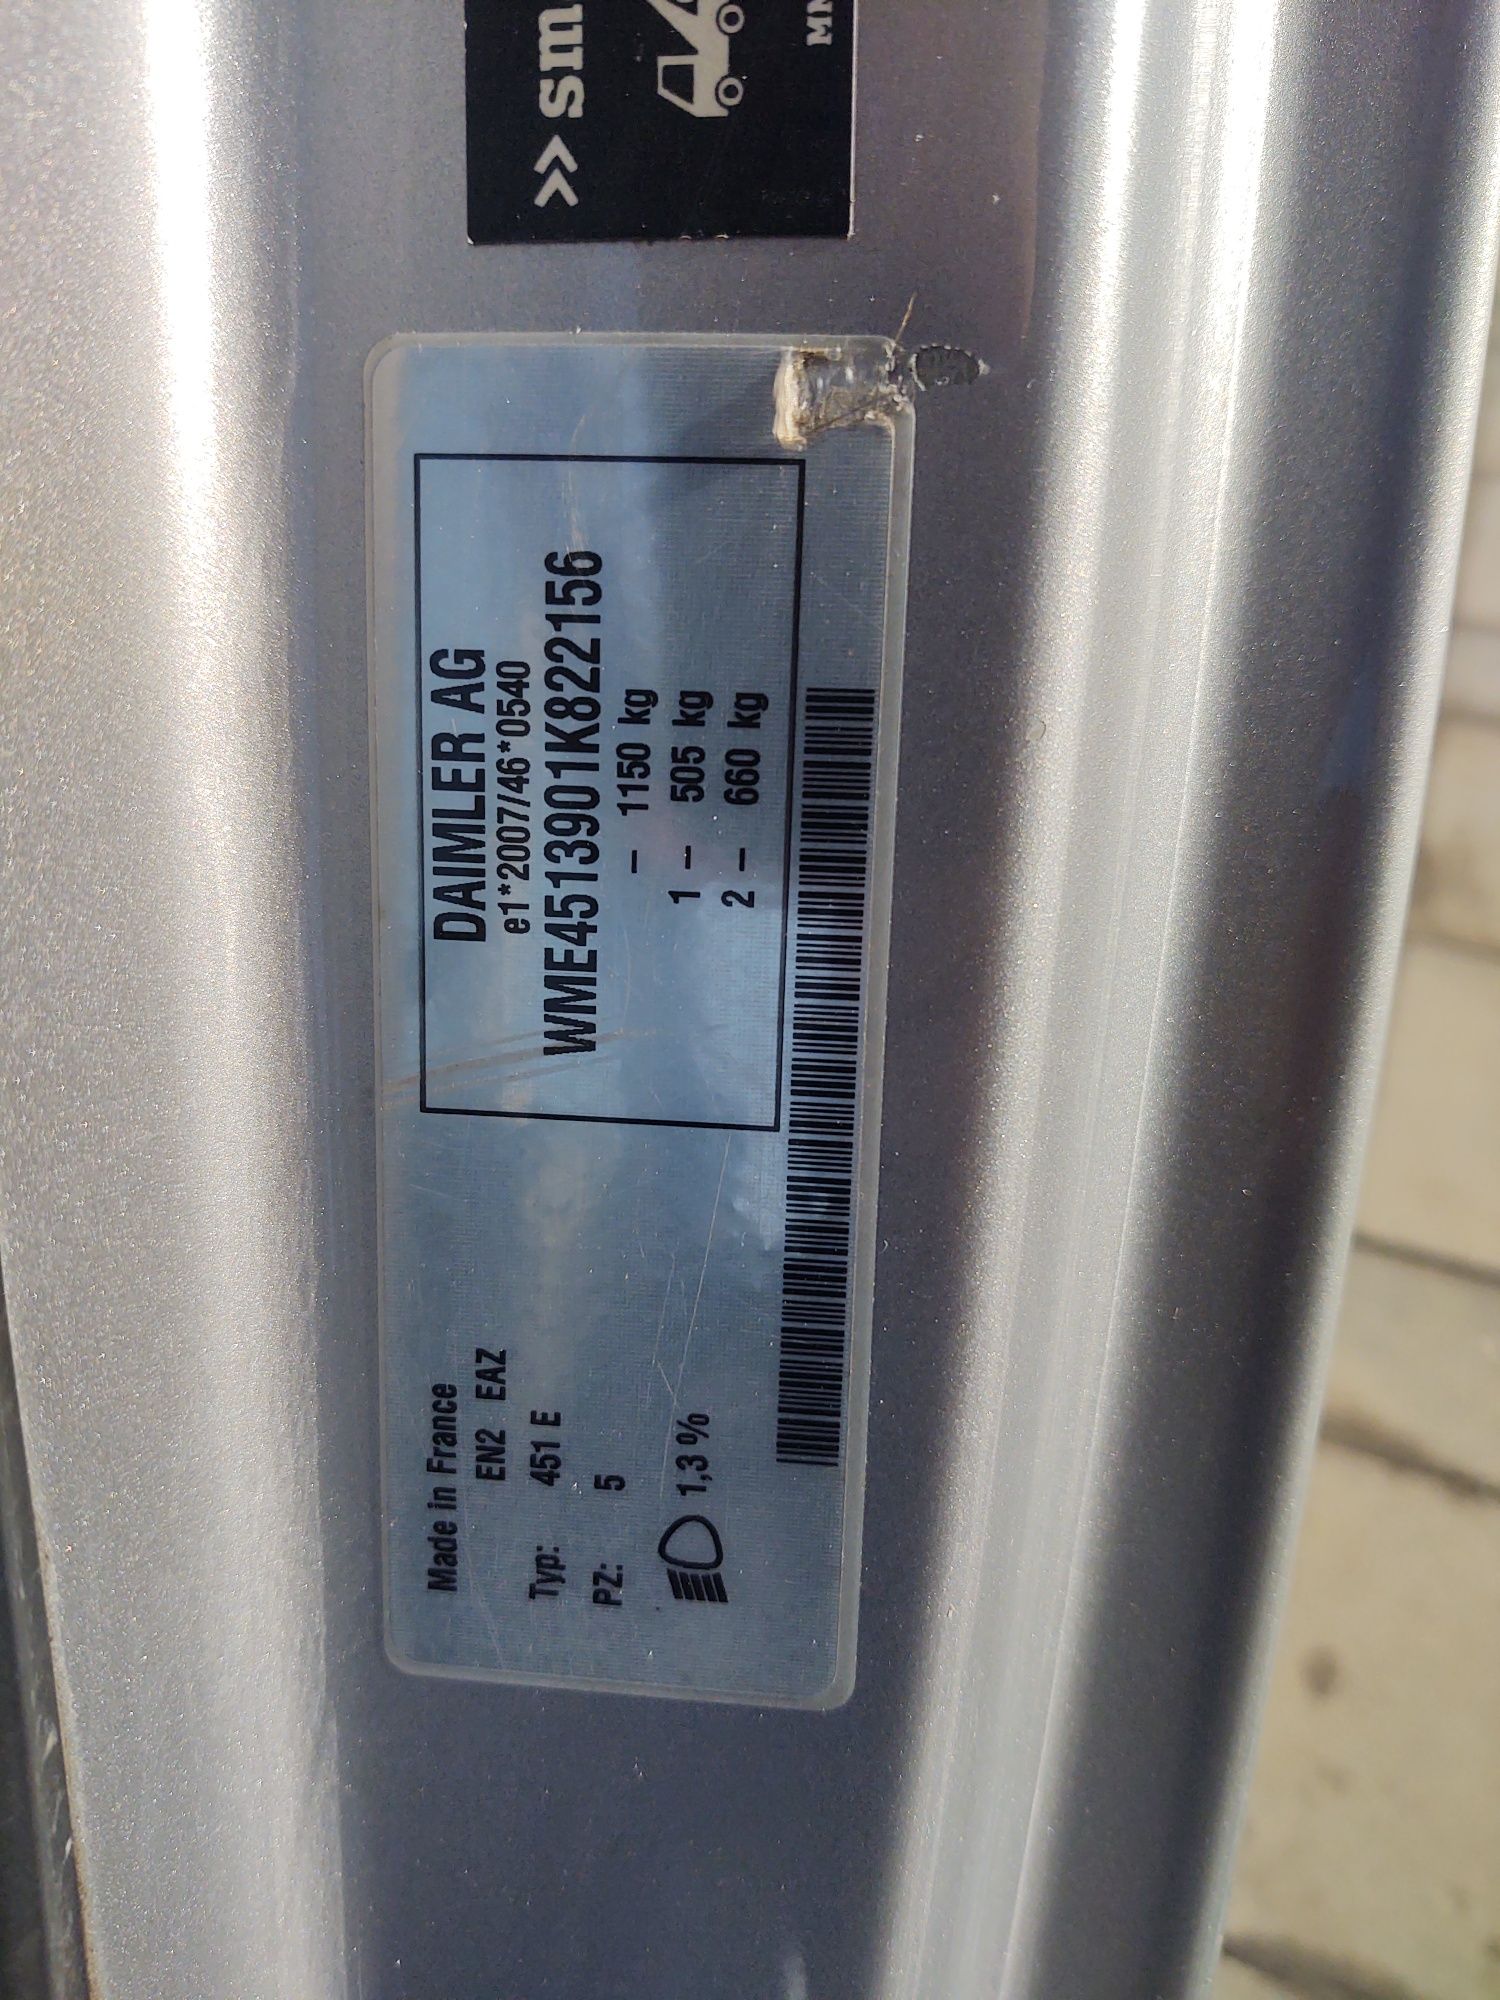 Made in France
EN2 EAZ
Typ: 451 E
PZ: 5
1,3 %
DAIMLER AG
e1*2007/46*0540
WME4513901K822156
– 1150 kg
1 – 505 kg
2 – 660 kg
>>sm